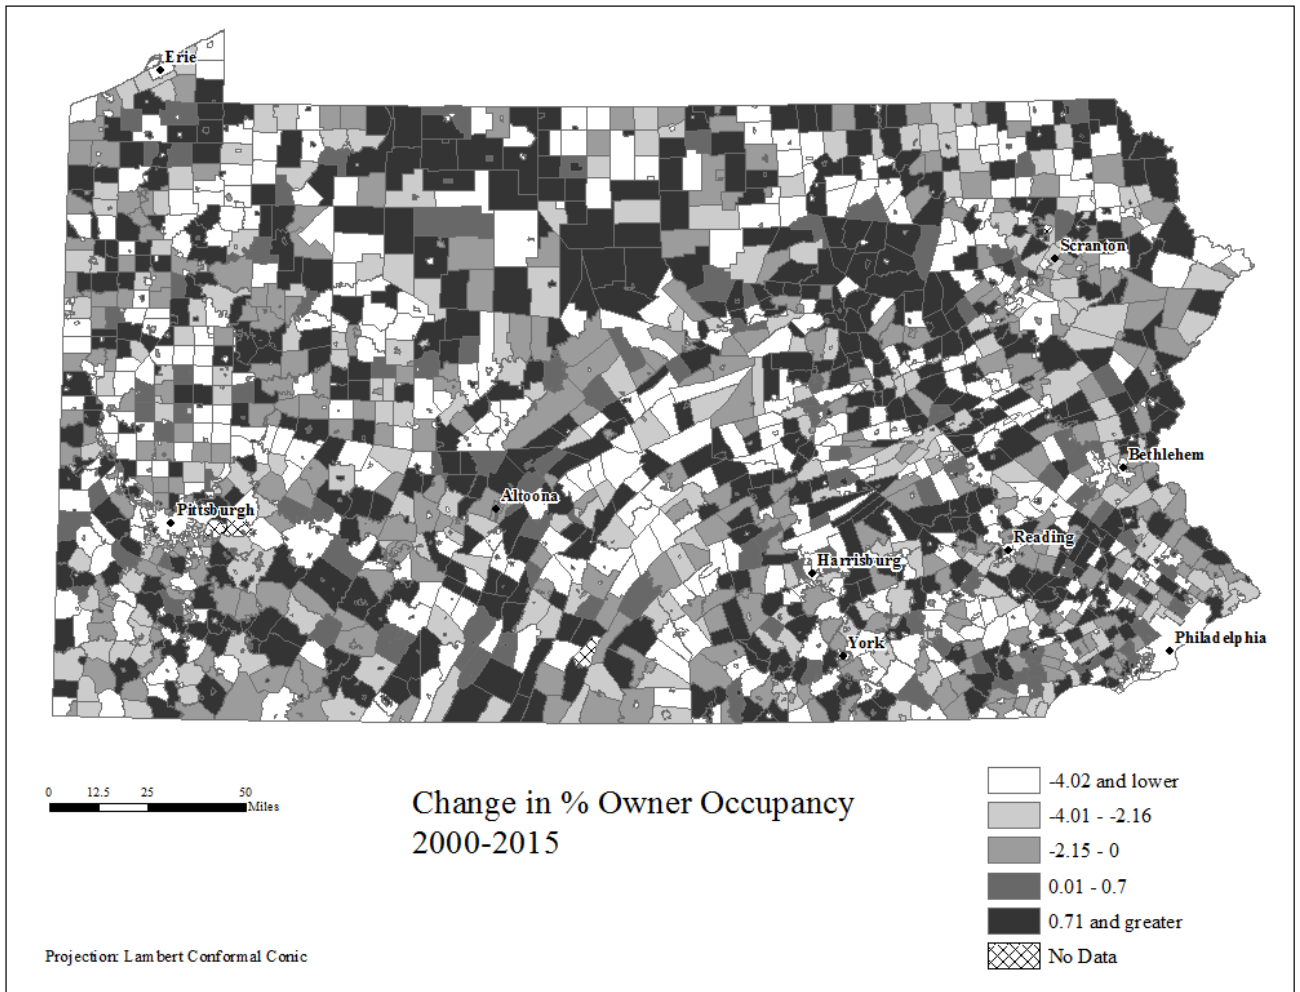 Erie
Scranton
Bethlehem
Altoona
Pittsburgh
Reading
Harrisburg
Philadelphia
York
0 12.5 25 50
Miles
Change in % Owner Occupancy
2000-2015
-4.02 and lower
-4.01 - -2.16
-2.15 - 0
0.01 - 0.7
0.71 and greater
No Data
Projection: Lambert Conformal Conic